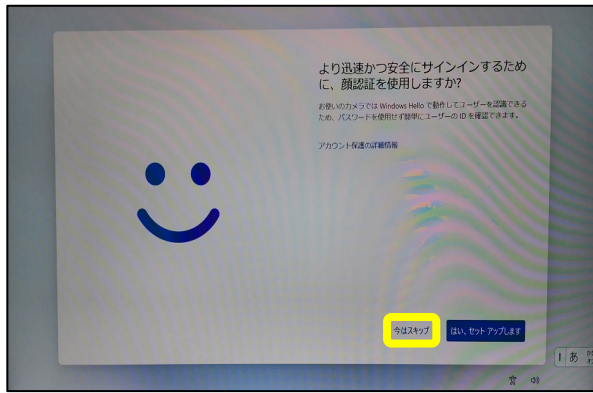 より迅速かつ安全にサインインするため
に、顔認証を使用しますか?
お使いのカメラでは Windows Hello で動作してユーザーを認識できる
ため、パスワードを使用せず簡単にユーザーの ID を確認できます。
アカウント保護の詳細情報
今はスキップ
はい、セット アップします
あ